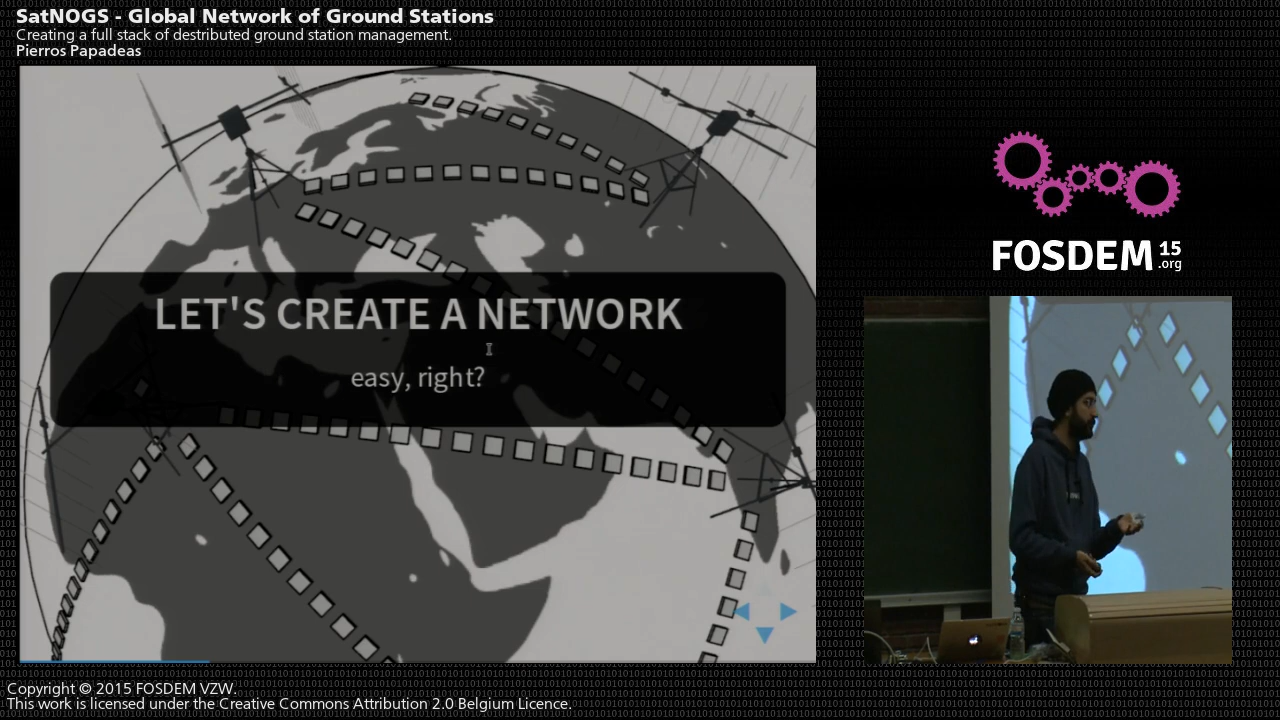 SatNOGS - Global Network of Ground Stations
Creating a full stack of destributed ground station management.
Pierros Papadeas
LET'S CREATE A NETWORK
easy, right?
FOSDEM 15
.org
Copyright © 2015 FOSDEM VZW.
This work is licensed under the Creative Commons Attribution 2.0 Belgium Licence.